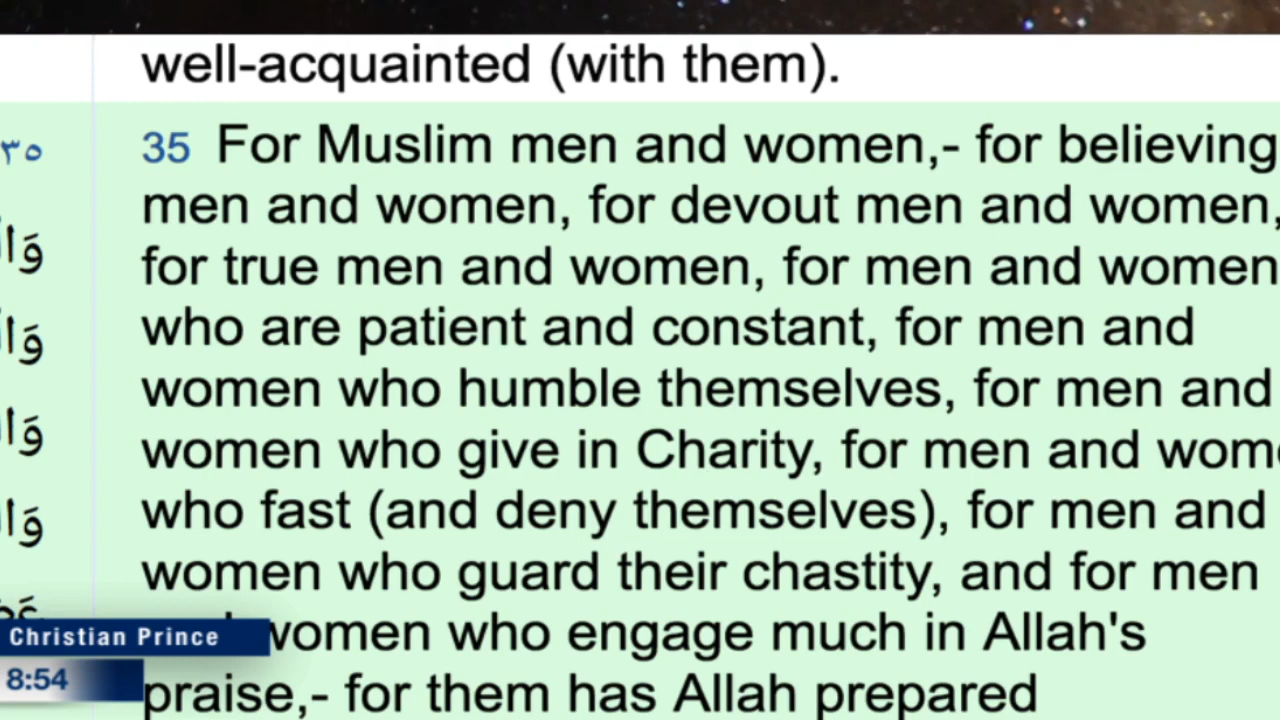 well-acquainted (with them).
35 For Muslim men and women,- for believing
men and women, for devout men and women,
for true men and women, for men and women
who are patient and constant, for men and
women who humble themselves, for men and
women who give in Charity, for men and
who fast (and deny themselves), for men and
women who guard their chastity, and for men
women who engage much in Allah's
praise,- for them has Allah prepared
٣٥
Christian Prince
8:54